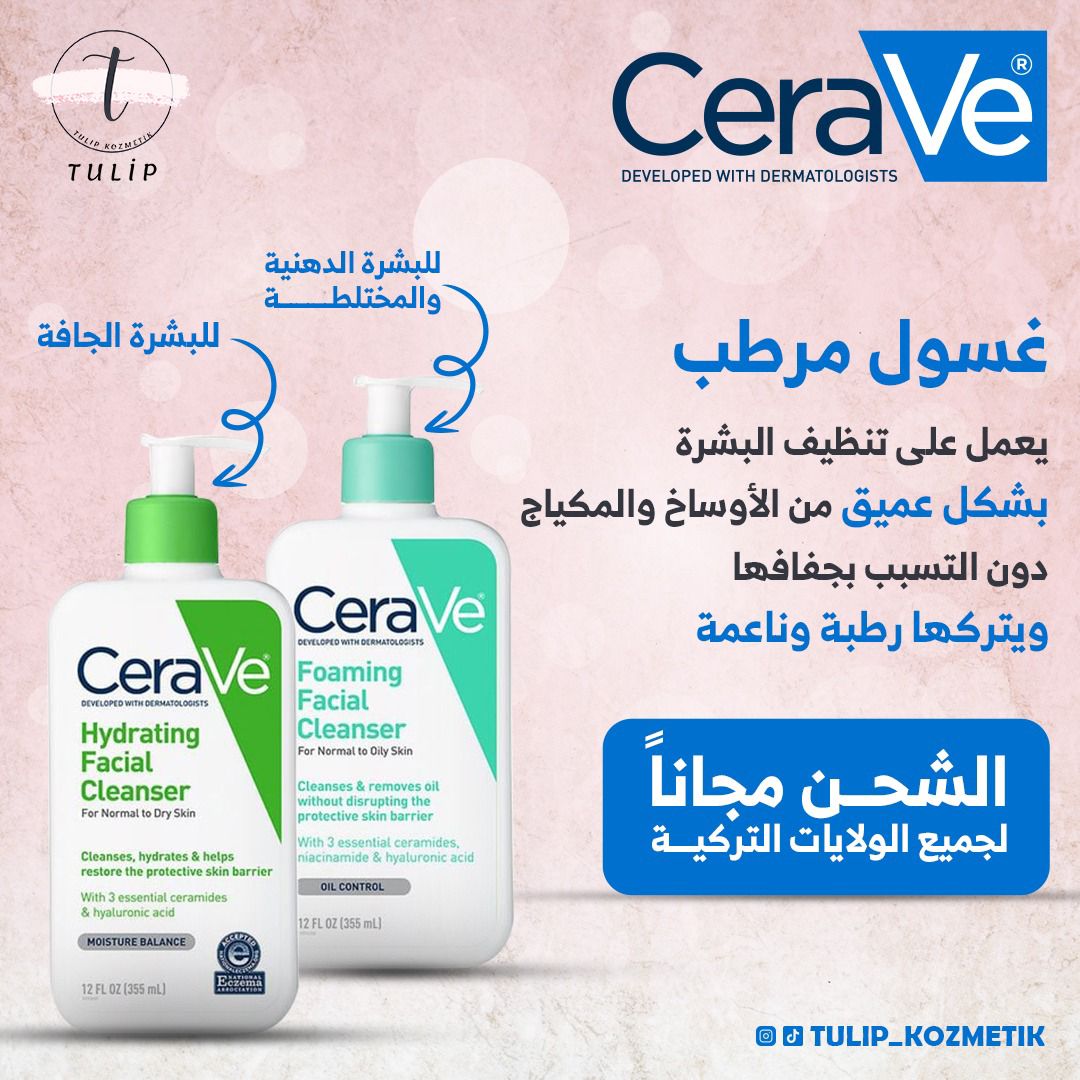 t
TULIP KOZMETIK
TULİP
CeraVe®
DEVELOPED WITH DERMATOLOGISTS
للبشرة الدهنية
والمختلطـــــــة
للبشرة الجافة
غسول مرطب
يعمل على تنظيف البشرة
بشكل عميق من الأوساخ والمكياج
دون التسبب بجفافها
ويتركها رطبة وناعمة
الشحــن مجاناً
لجميع الولايات التركيــة
CeraVe®
DEVELOPED WITH DERMATOLOGISTS
Foaming
Facial
Cleanser
For Normal to Oily Skin
Cleanses & removes oil
without disrupting the
protective skin barrier
With 3 essential ceramides,
niacinamide & hyaluronic acid
OIL CONTROL
12 FL OZ (355 mL)
CeraVe®
DEVELOPED WITH DERMATOLOGISTS
Hydrating
Facial
Cleanser
For Normal to Dry Skin
Cleanses, hydrates & helps
restore the protective skin barrier
With 3 essential ceramides
& hyaluronic acid
MOISTURE BALANCE
ACCEPTED
e
NATIONAL
Eczema
ASSOCIATION
12 FL OZ (355 mL)
TULIP_KOZMETIK